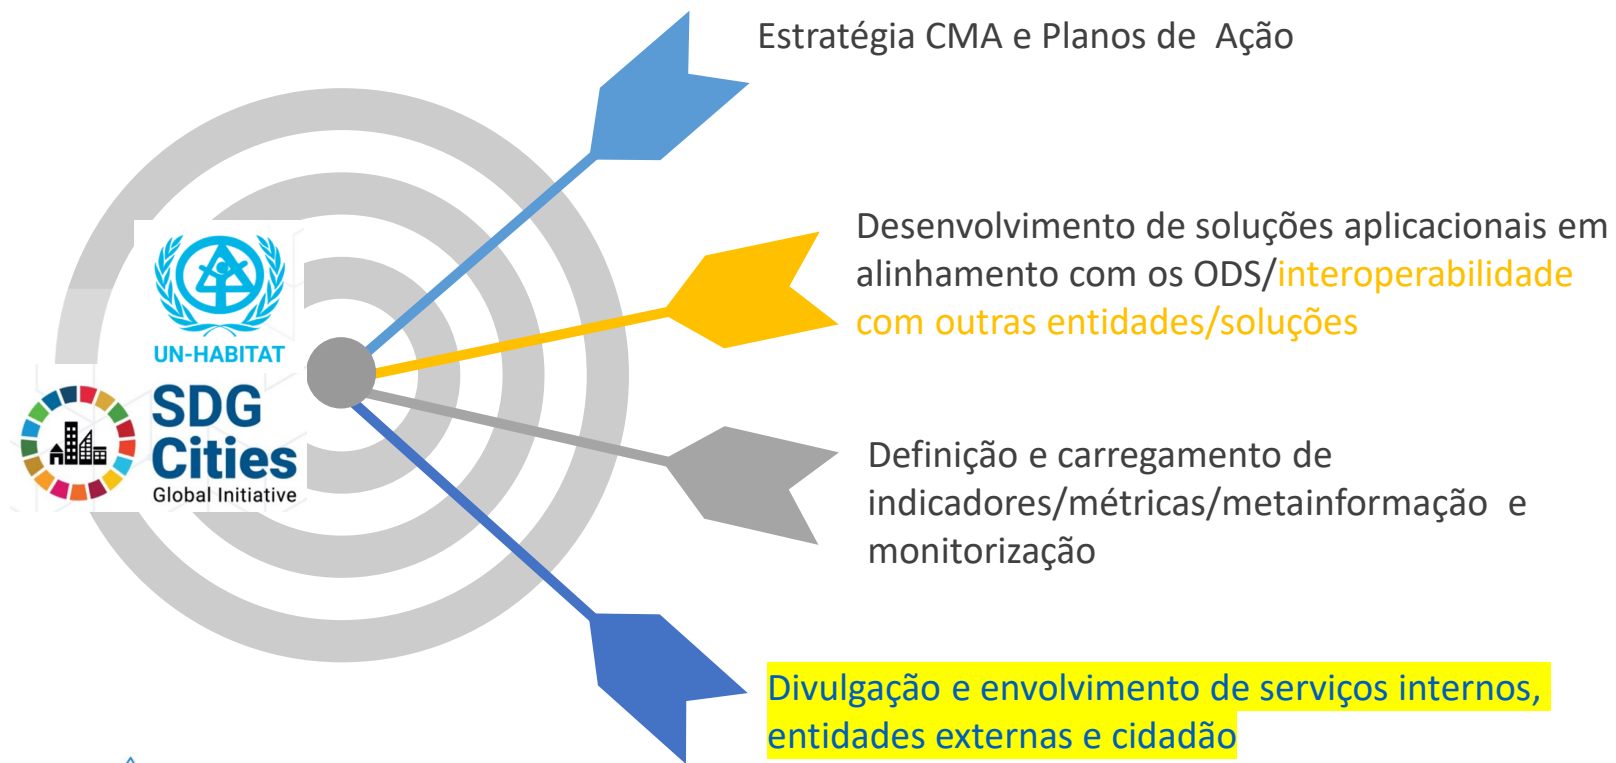 Estratégia CMA e Planos de Ação
Desenvolvimento de soluções aplicacionais em
alinhamento com os ODS/interoperabilidade
com outras entidades/soluções
UN-HABITAT
SDG
Cities
Global Initiative
Definição e carregamento de
indicadores/métricas/metainformação e
monitorização
Divulgação e envolvimento de serviços internos,
entidades externas e cidadão